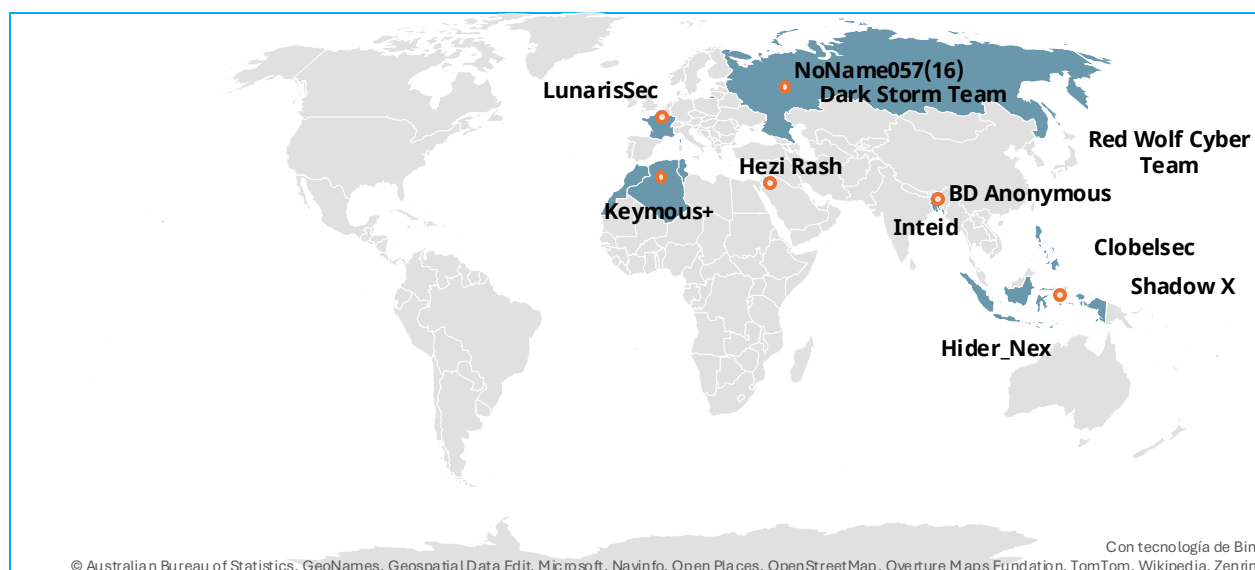 NoName057(16)
LunarisSec
Dark Storm Team
Red Wolf Cyber
Team
Hezi Rash
BD Anonymous
Keymous+
Inteid
Clobelsec
Shadow X
Hider_Nex
Con tecnología de Bin
© Australian Bureau of Statistics, GeoNames, Geospatial Data Edit, Microsoft, Navinfo, Open Places, OpenStreetMap, Overture Maps Fundation, TomTom, Wikipedia, Zenrin